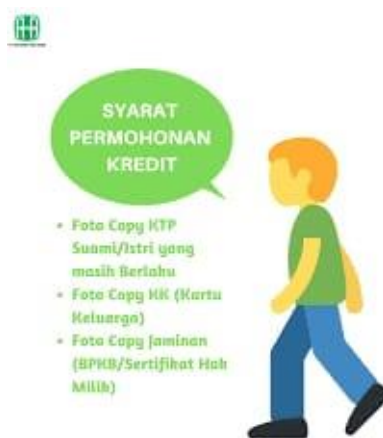 SYARAT
PERMOHONAN
KREDIT
• Foto Copy KTP
Suami/Istri yang
masih Berlaku
• Foto Copy KK (Kartu
Keluarga)
• Foto Copy Jaminan
(BPKB/Sertifikat Hak
Milik)